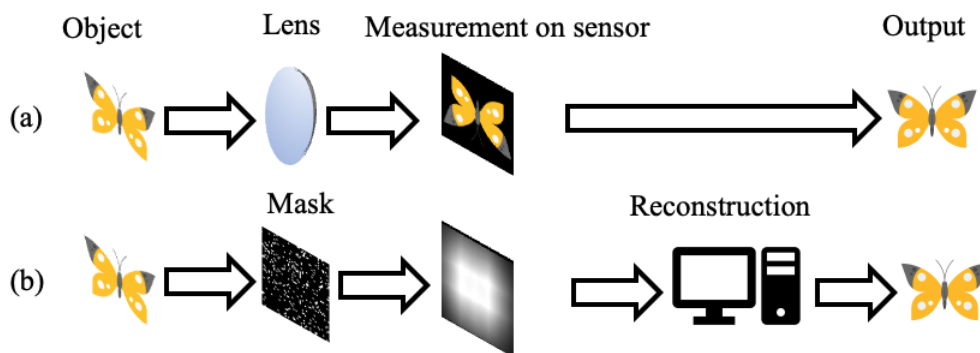 Object
Lens
Measurement on sensor
Output
(a)
Mask
Reconstruction
(b)